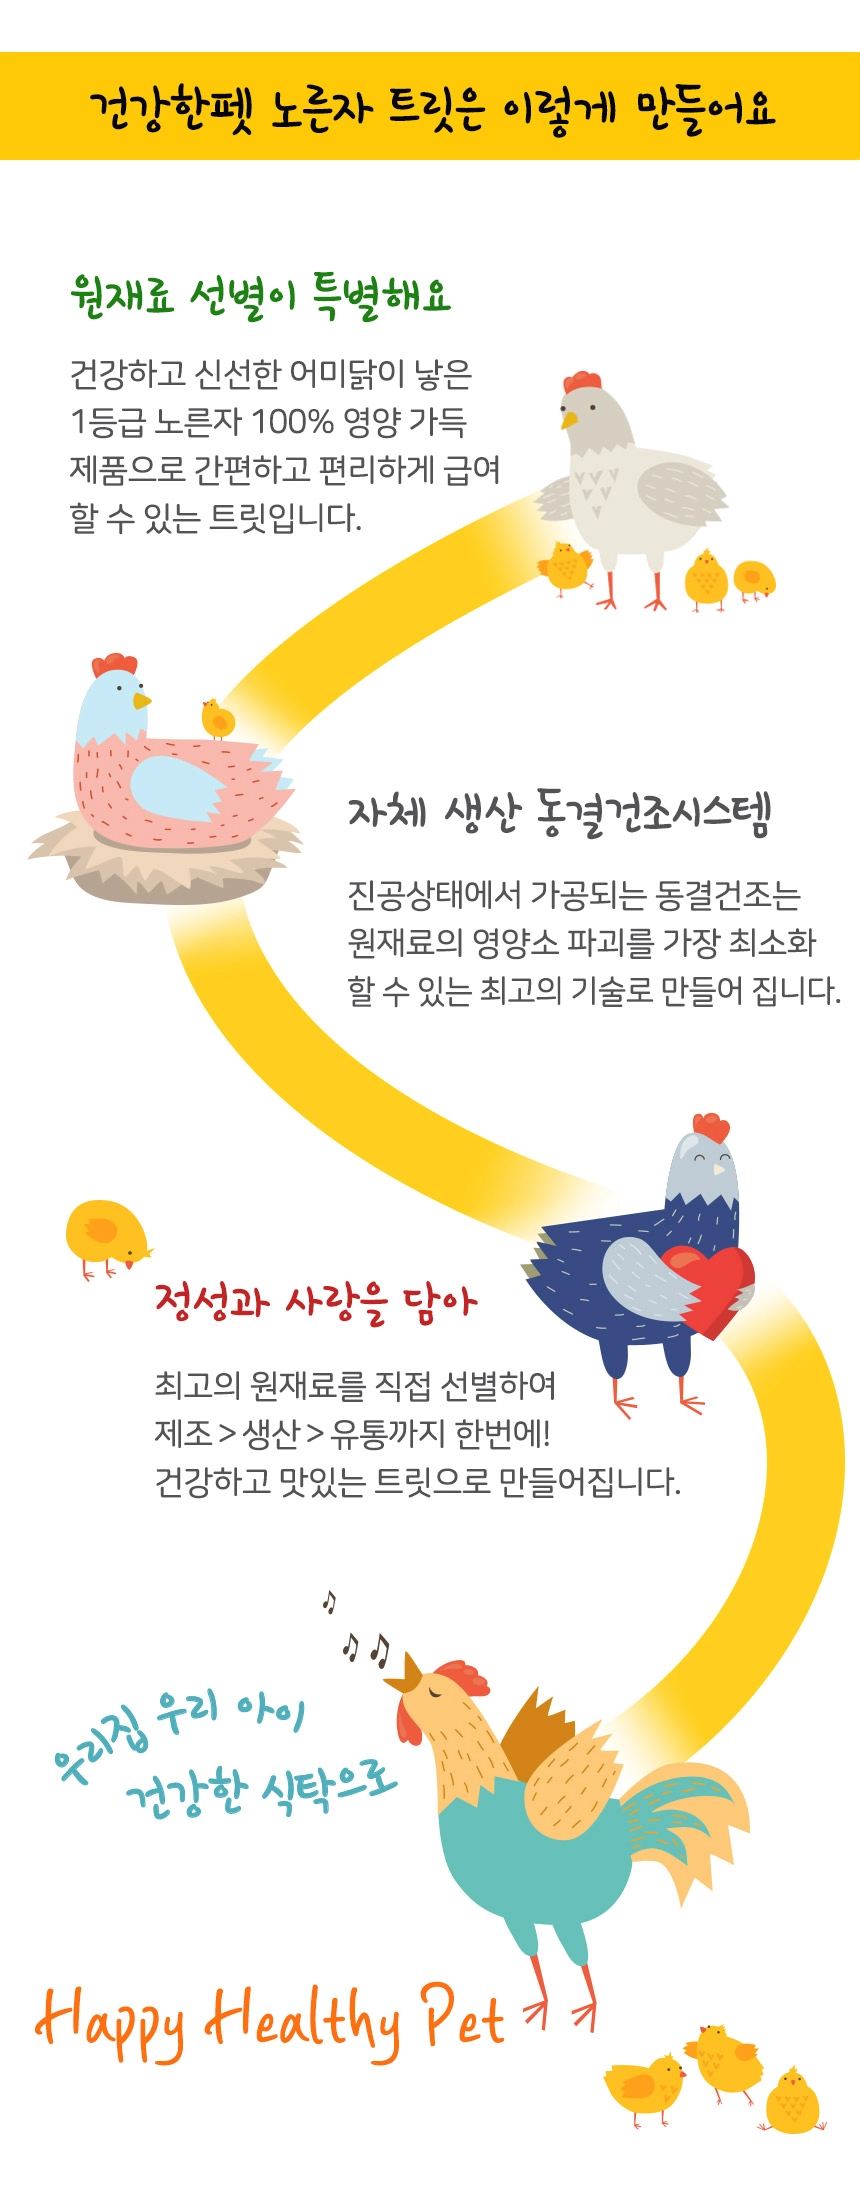 건강한펫 노른자 트릿은 이렇게 만들어요
원재료 선별이 특별해요
건강하고 신선한 어미닭이 낳은
1등급 노른자 100% 영양 가득
제품으로 간편하고 편리하게 급여
할 수 있는 트릿입니다.
자체 생산 동결건조시스템
진공상태에서 가공되는 동결건조는
원재료의 영양소 파괴를 가장 최소화
할 수 있는 최고의 기술로 만들어 집니다.
정성과 사랑을 담아
최고의 원재료를 직접 선별하여
제조 > 생산 > 유통까지 한번에!
건강하고 맛있는 트릿으로 만들어집니다.
우리집 우리 아이
건강한 식탁으로
Happy Healthy Pet